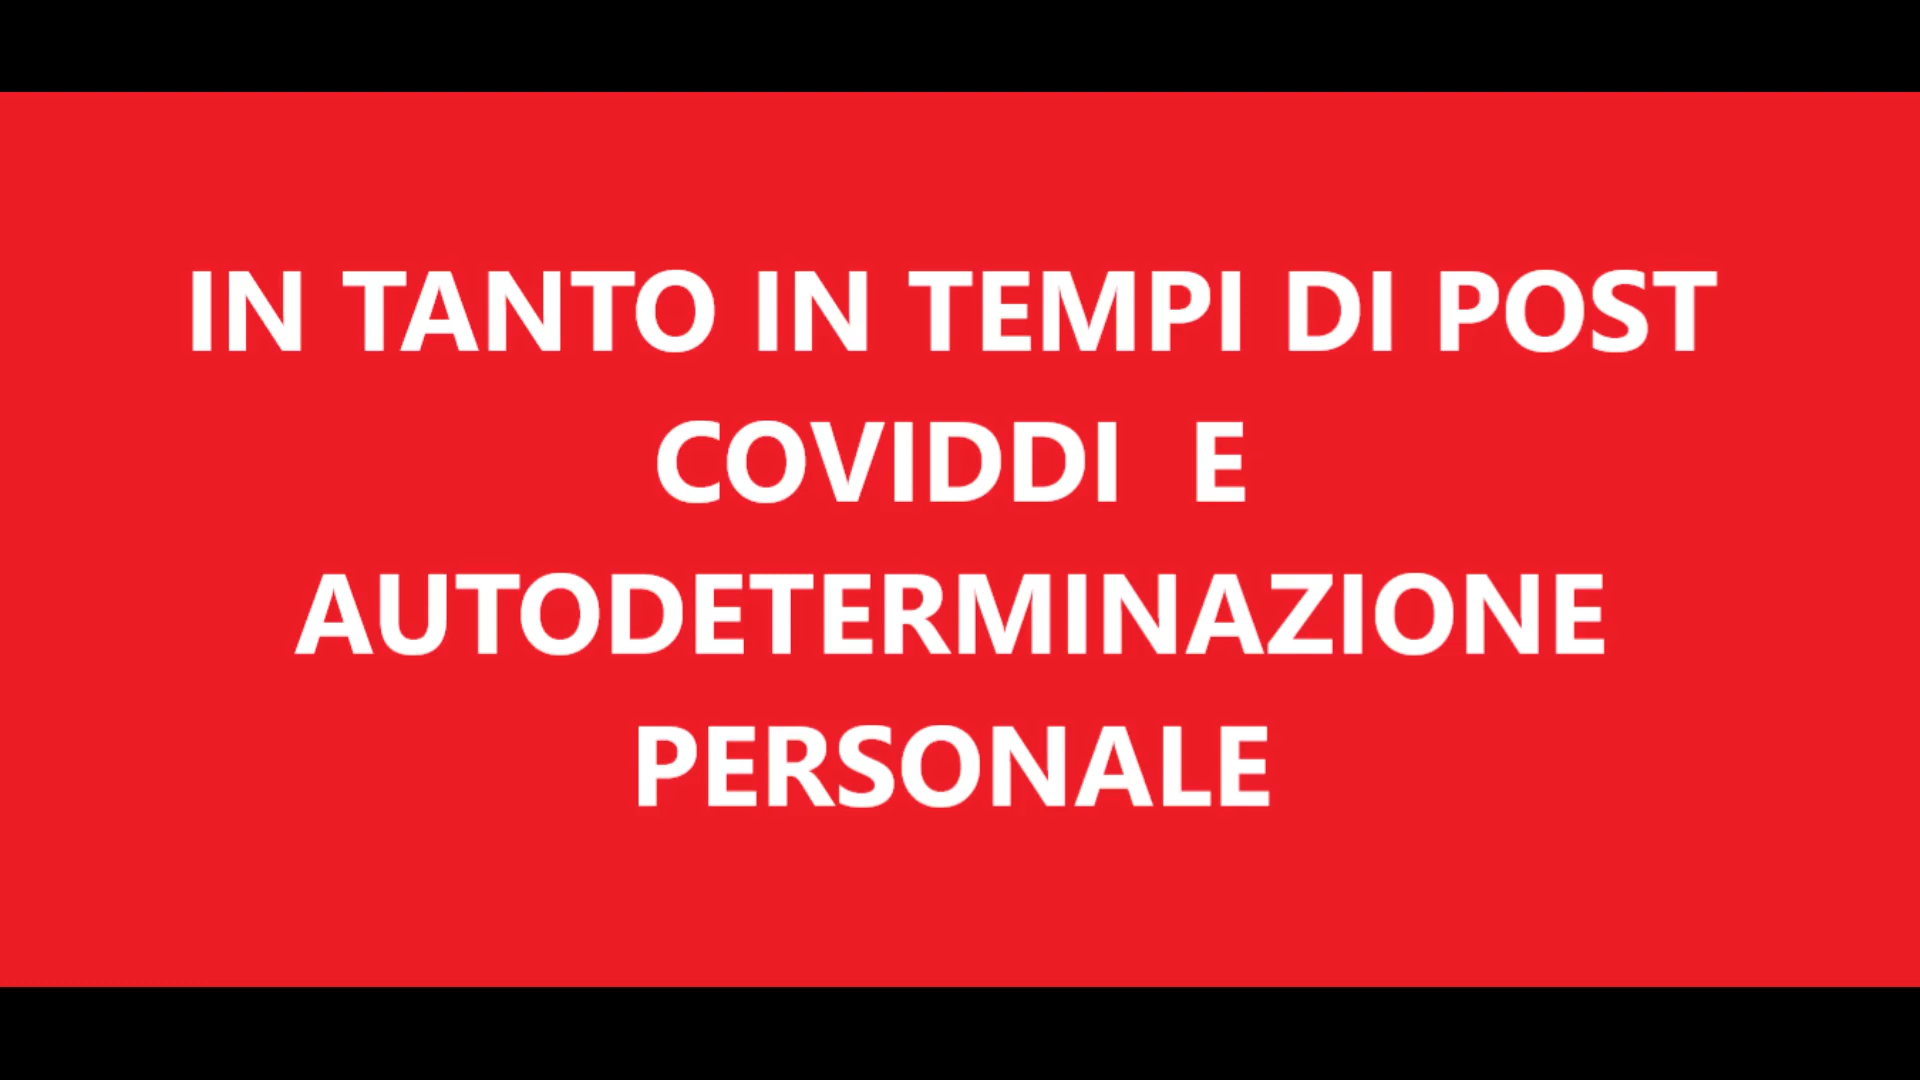 IN TANTO IN TEMPI DI POST
COVIDDI  E
AUTODETERMINAZIONE
PERSONALE